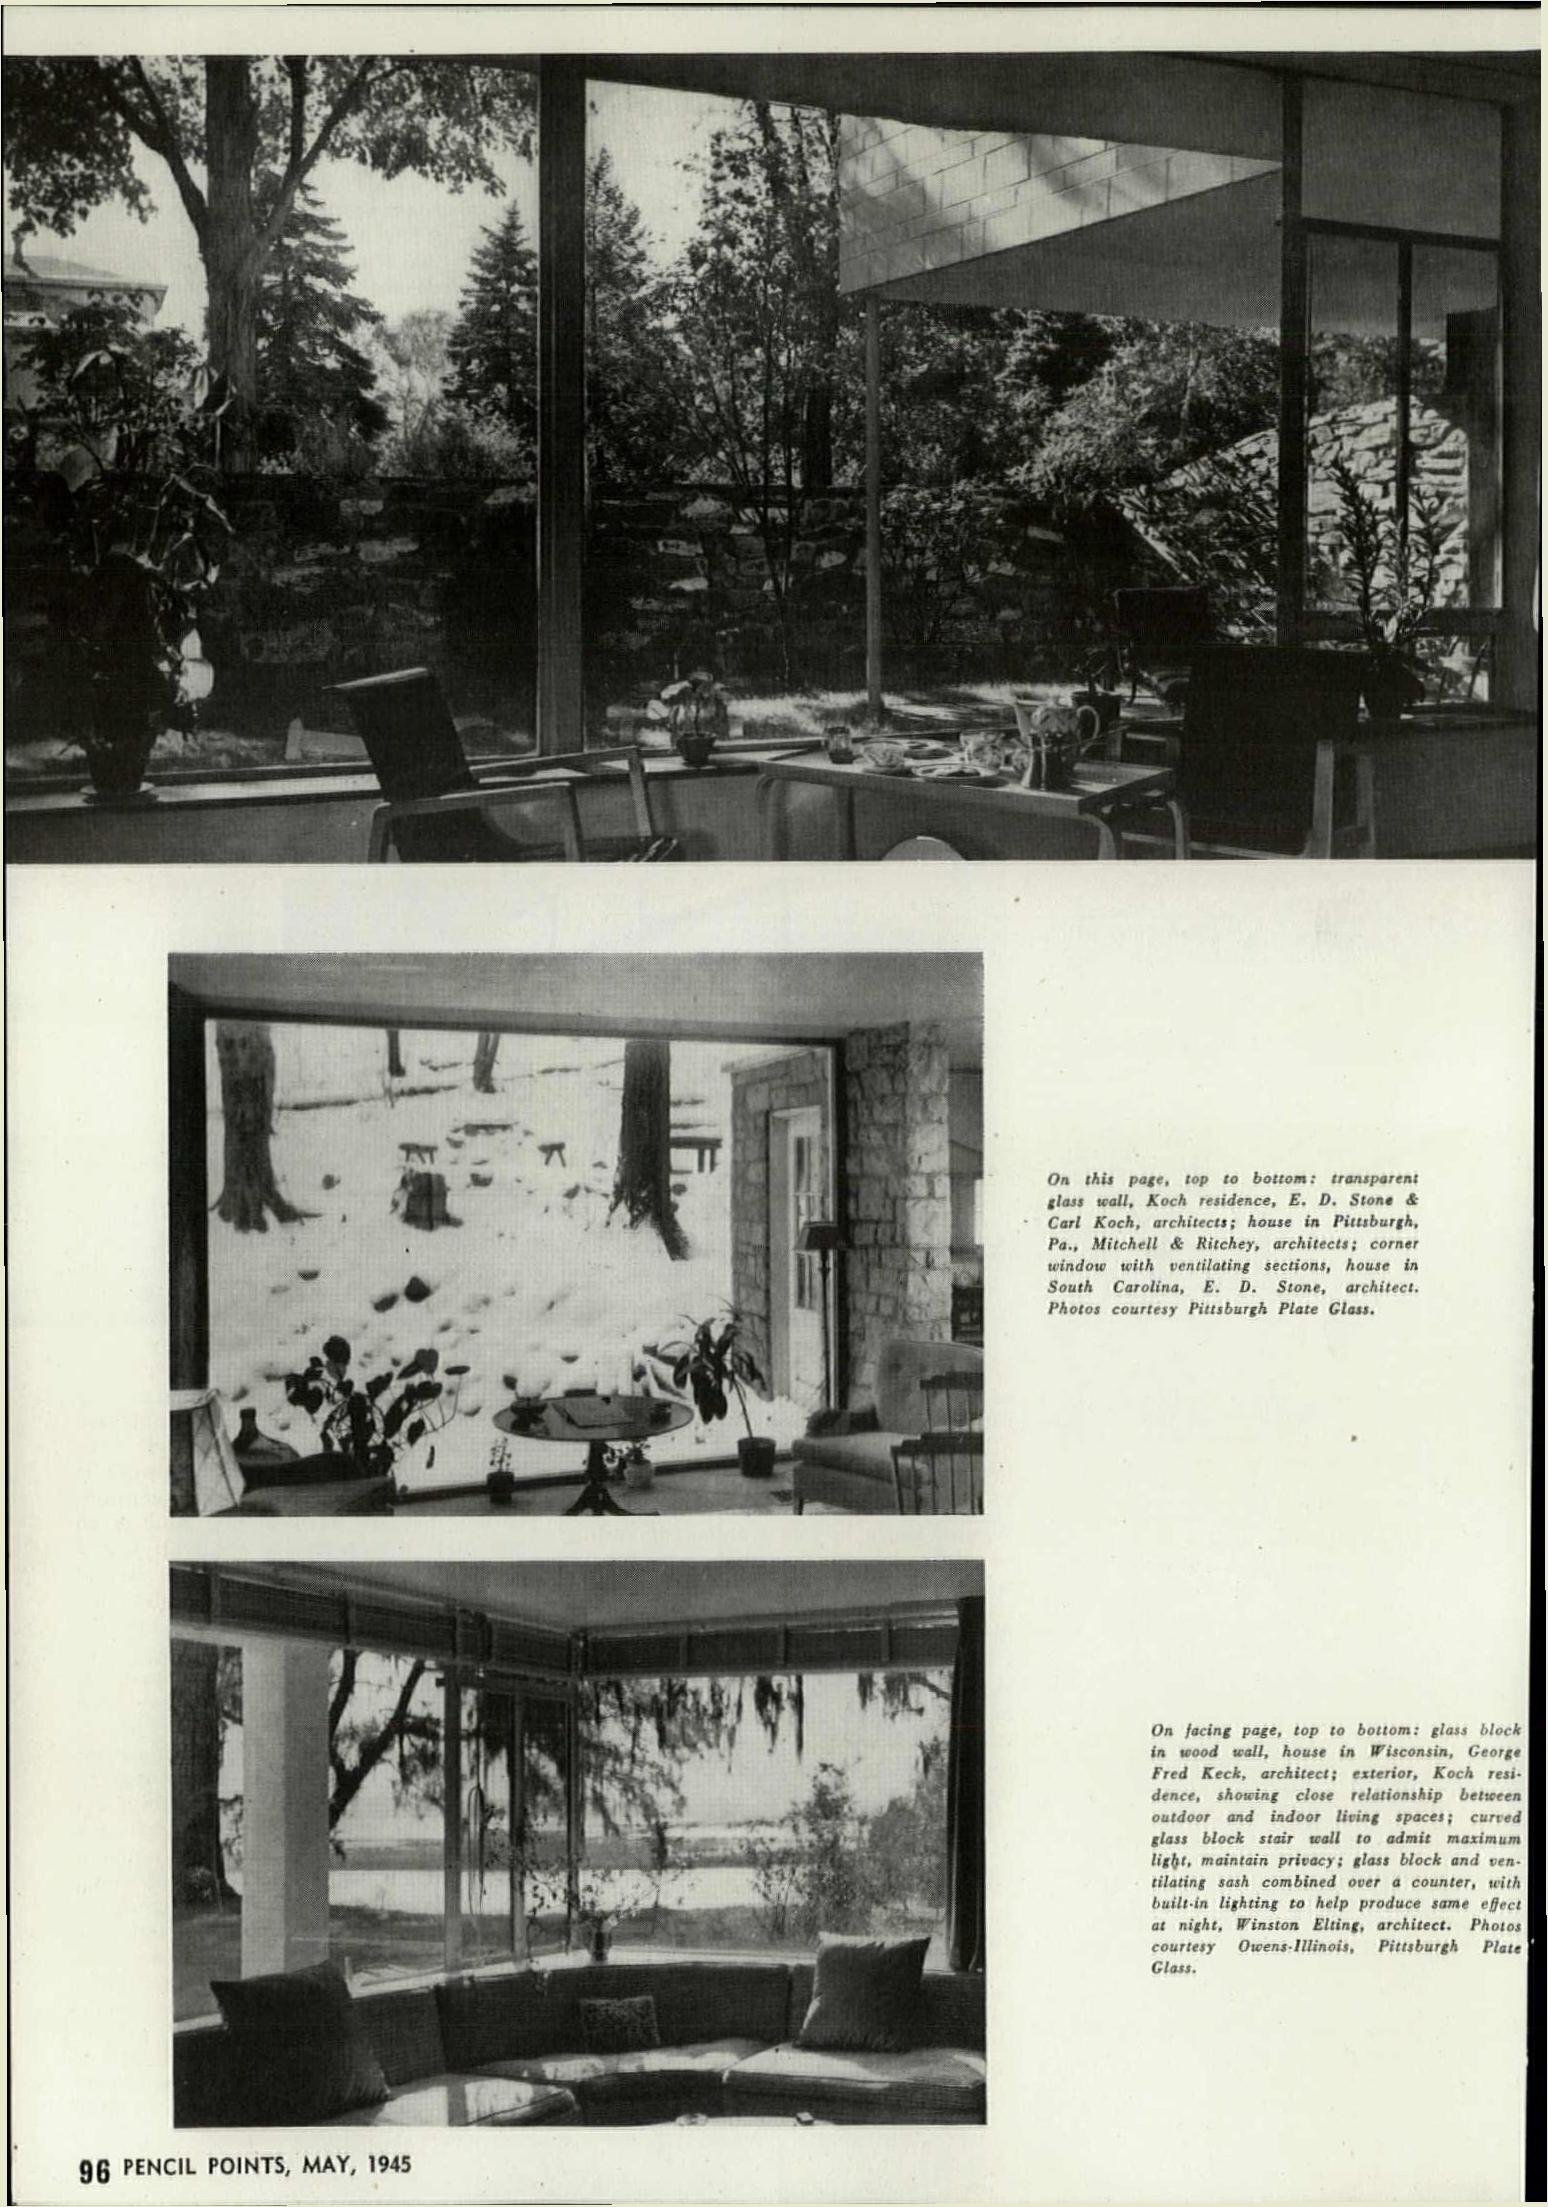 On this page, top to bottom: transparent
glass wall, Koch residence, E. D. Stone &
Carl Koch, architects; house in Pittsburgh,
Pa., Mitchell & Ritchey, architects; corner
window with ventilating sections, house in
South Carolina, E. D. Stone, architect.
Photos courtesy Pittsburgh Plate Glass.
On facing page, top to bottom: glass block
in wood wall, house in Wisconsin, George
Fred Keck, architect; exterior, Koch resi-
dence, showing close relationship between
outdoor and indoor living spaces; curved
glass block stair wall to admit maximum
light, maintain privacy; glass block and ven-
tilating sash combined over a counter, with
built-in lighting to help produce same effect
at night, Winston Elting, architect. Photos
courtesy Owens-Illinois, Pittsburgh Plate
Glass.
96 PENCIL POINTS, MAY, 1945